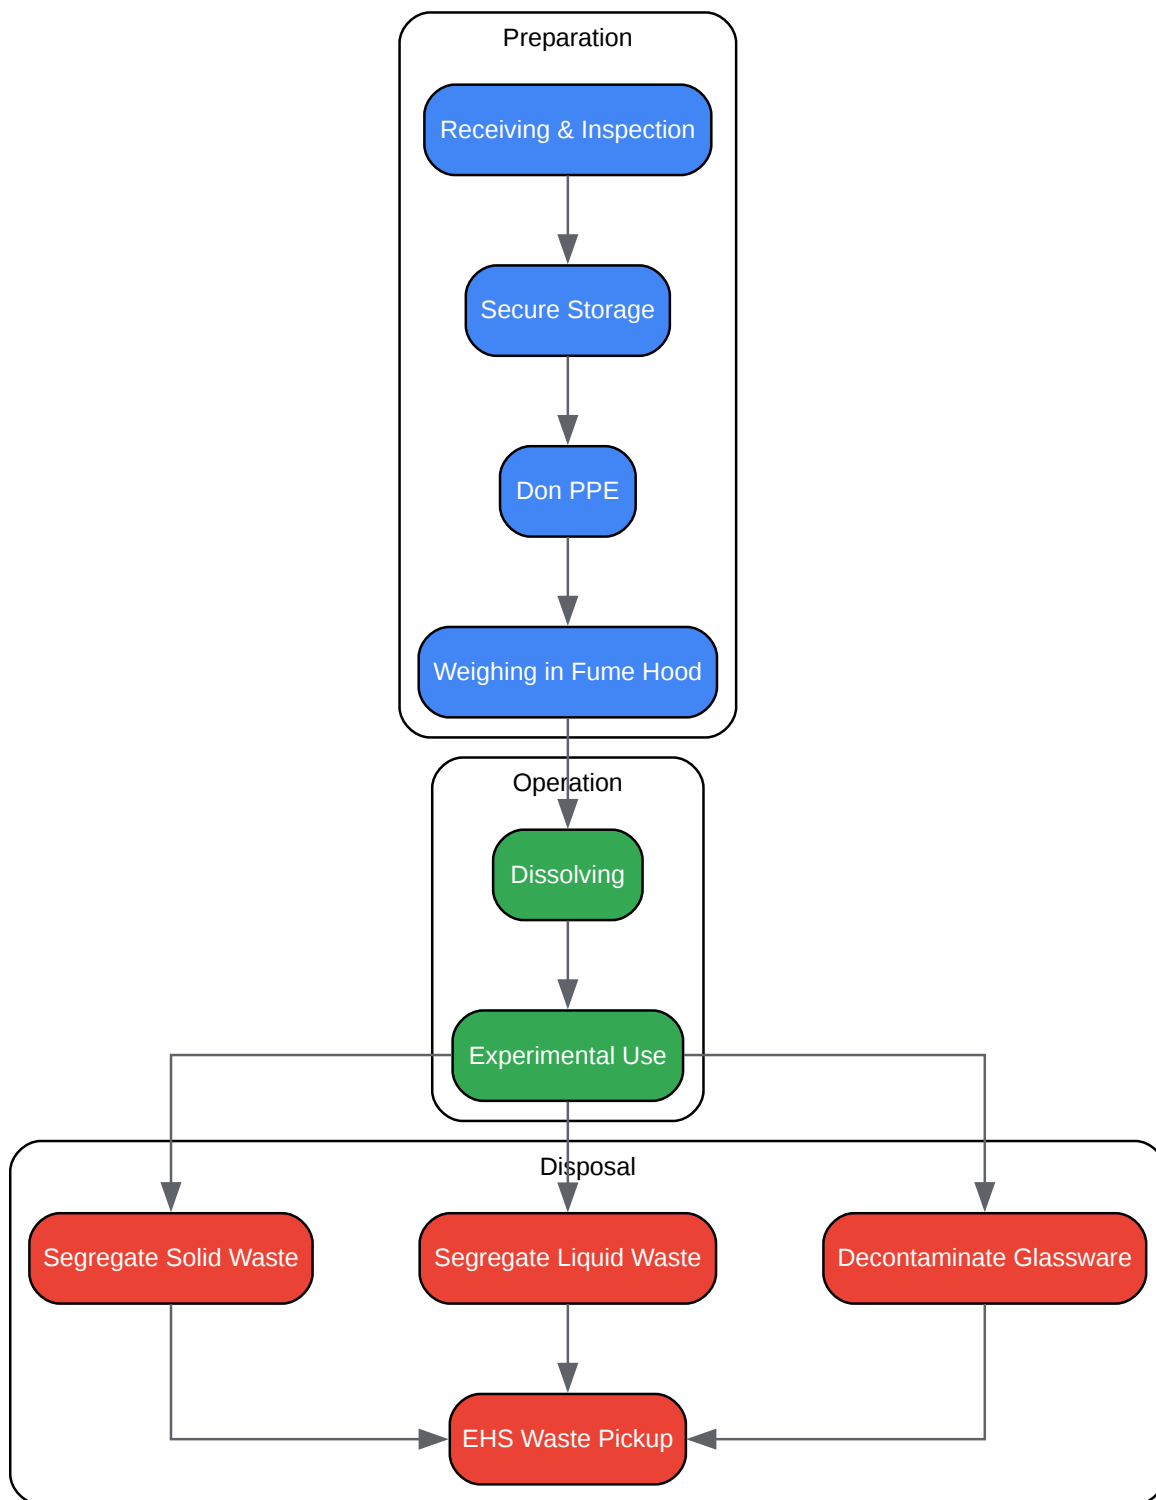 Preparation
Receiving & Inspection
Secure Storage
Don PPE
Weighing in Fume Hood
Operation
Dissolving
Experimental Use
Disposal
Segregate Solid Waste
Segregate Liquid Waste
Decontaminate Glassware
EHS Waste Pickup